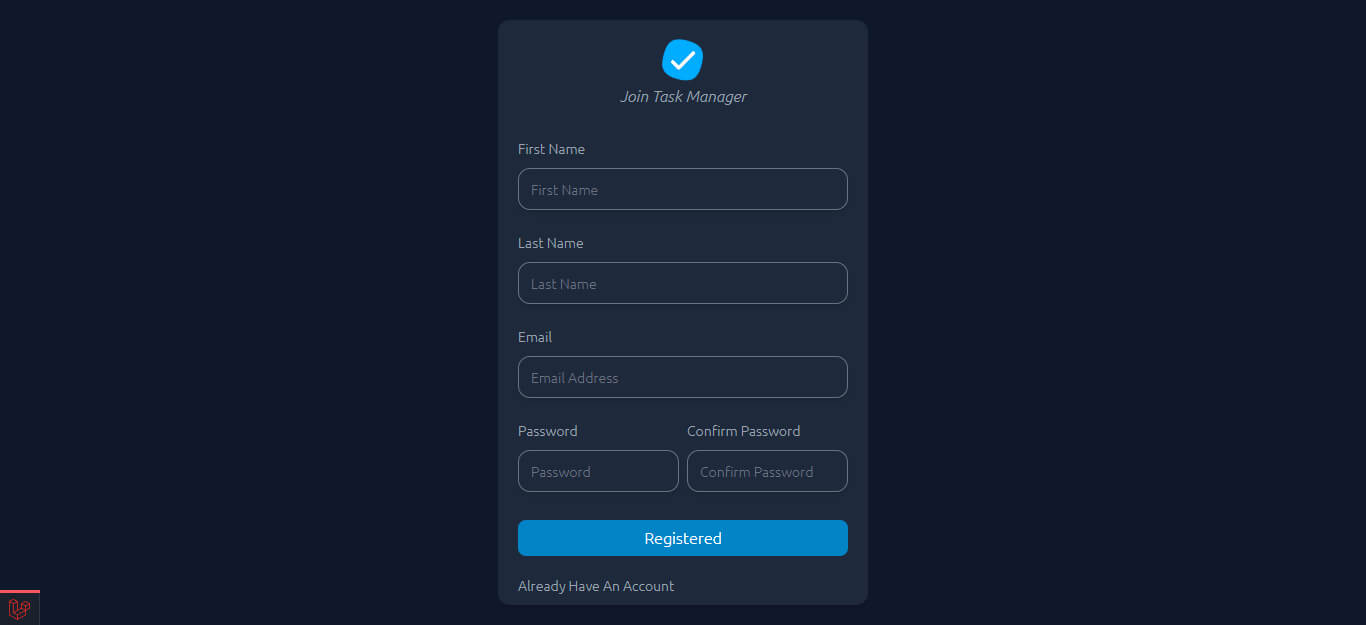 Join Task Manager
First Name
First Name
Last Name
Last Name
Email
Email Address
Password Confirm Password
Password Confirm Password
Registered
Already Have An Account